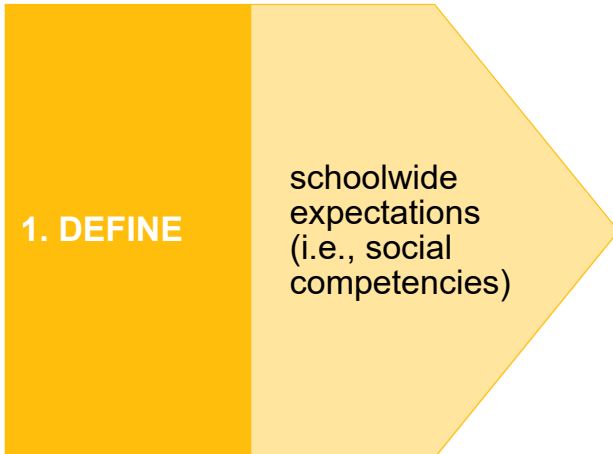 1. DEFINE
schoolwide
expectations
(i.e., social
competencies)